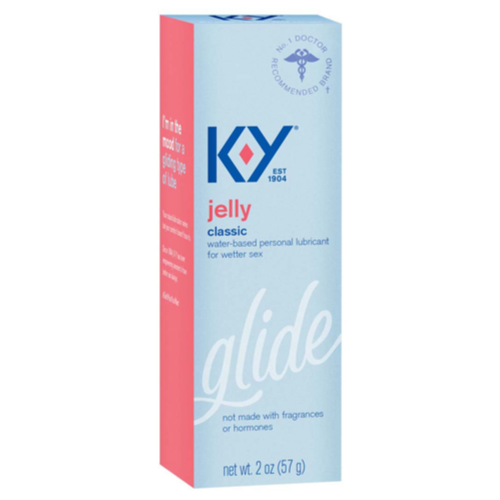 No. 1 DOCTOR
RECOMMENDED BRAND
K-Y®
EST
1904
jelly
classic
water-based personal lubricant
for wetter sex
glide
not made with fragrances
or hormones
net wt. 2 oz (57 g)
I'm in the
mood for a
gliding type
of lube